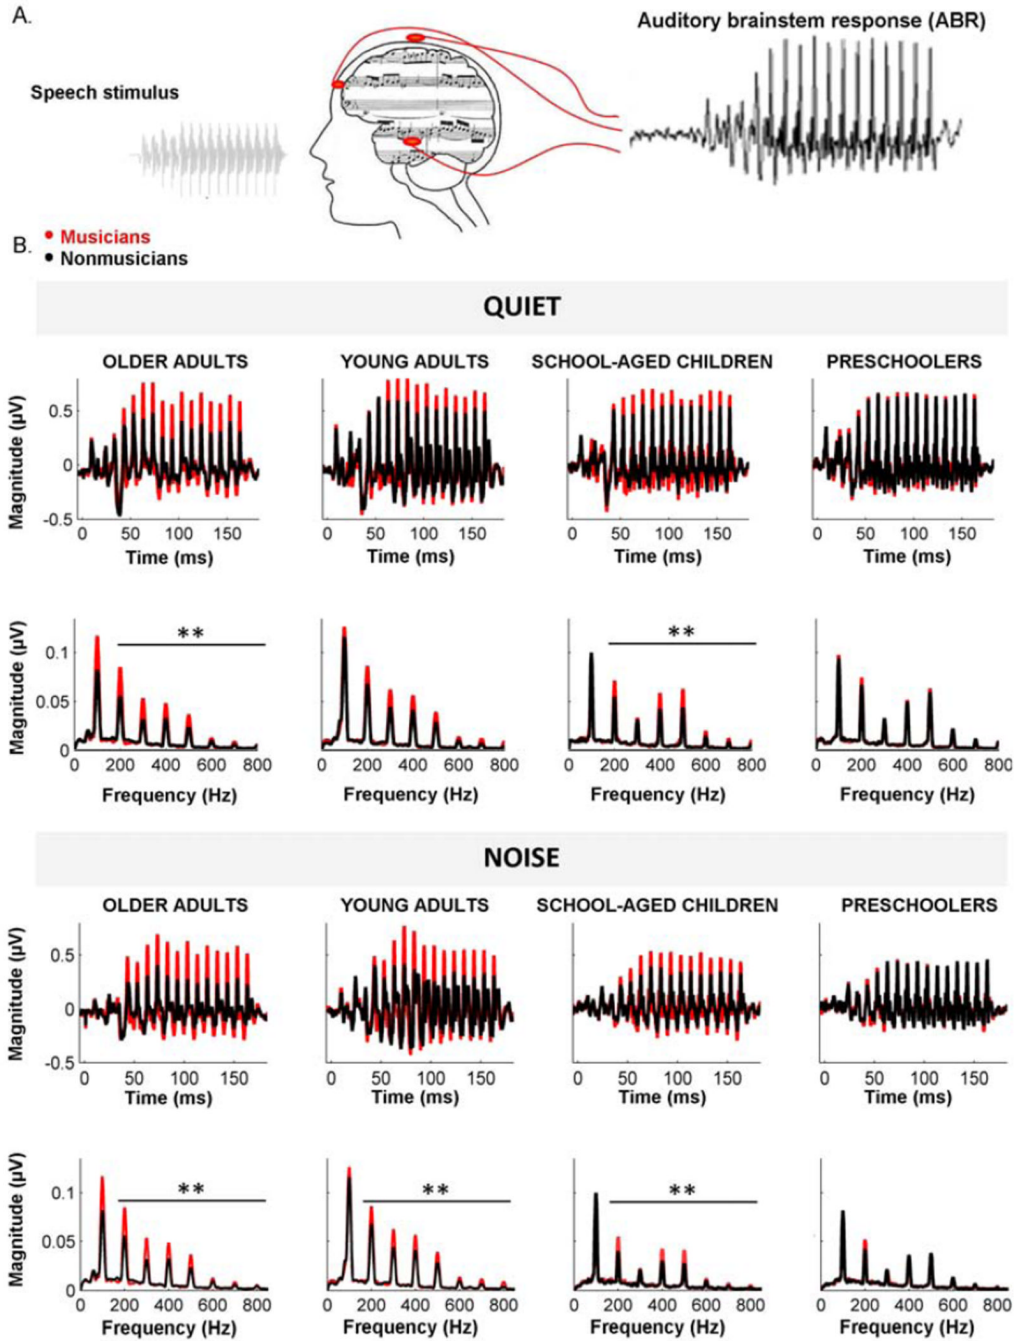 A.
Auditory brainstem response (ABR)
Speech stimulus
B.
• Musicians
• Nonmusicians
QUIET
OLDER ADULTS YOUNG ADULTS SCHOOL-AGED CHILDREN PRESCHOOLERS
Magnitude (µV)
0.5
0
-0.5
0 50 100 150 0 50 100 150 0 50 100 150 0 50 100 150
Time (ms) Time (ms) Time (ms) Time (ms)
** **
Magnitude (µV)
0.1
0.05
0
0 200 400 600 800 0 200 400 600 800 0 200 400 600 800 0 200 400 600 800
Frequency (Hz) Frequency (Hz) Frequency (Hz) Frequency (Hz)
NOISE
OLDER ADULTS YOUNG ADULTS SCHOOL-AGED CHILDREN PRESCHOOLERS
Magnitude (µV)
0.5
0
-0.5
0 50 100 150 0 50 100 150 0 50 100 150 0 50 100 150
Time (ms) Time (ms) Time (ms) Time (ms)
** ** **
Magnitude (µV)
0.1
0.05
0
0 200 400 600 800 0 200 400 600 800 0 200 400 600 800 0 200 400 600 800
Frequency (Hz) Frequency (Hz) Frequency (Hz) Frequency (Hz)